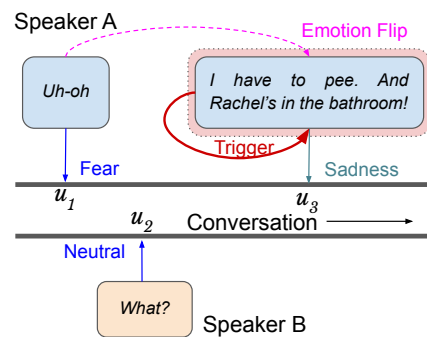 Speaker A
Emotion Flip
Uh-oh
I have to pee. And
Rachel's in the bathroom!
Trigger
Fear
Sadness
u1
u2
u3
Conversation
Neutral
What?
Speaker B